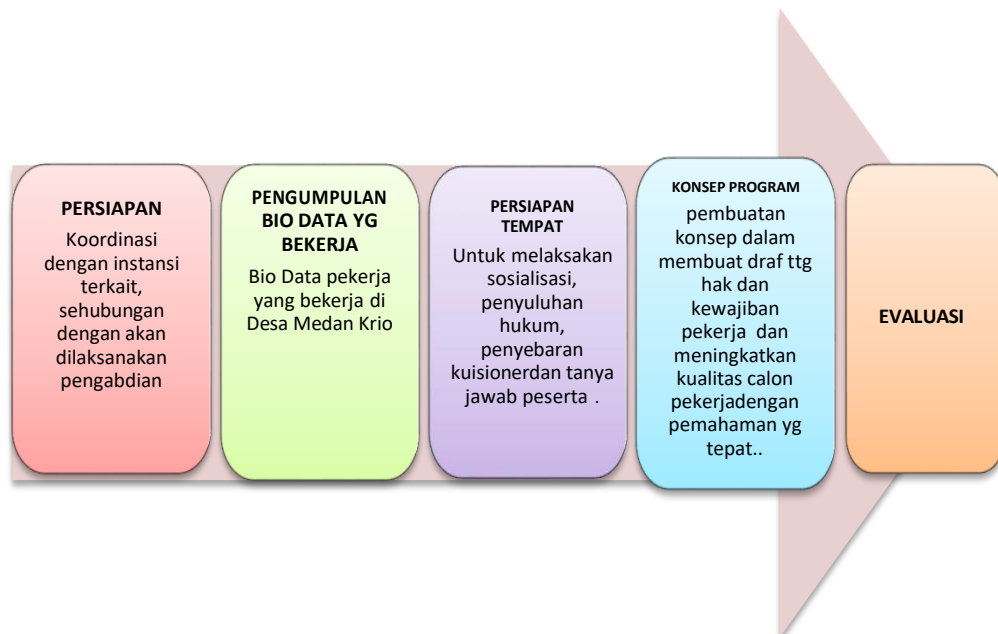 PERSIAPAN
Koordinasi
dengan instansi
terkait,
sehubungan
dengan akan
dilaksanakan
pengabdian
PENGUMPULAN
BIO DATA YG
BEKERJA
Bio Data pekerja
yang bekerja di
Desa Medan Krio
PERSIAPAN
TEMPAT
Untuk melaksakan
sosialisasi,
penyuluhan
hukum,
penyebaran
kuisionerdan tanya
jawab peserta .
KONSEP PROGRAM
pembuatan
konsep dalam
membuat draf ttg
hak dan
kewajiban
pekerja dan
meningkatkan
kualitas calon
pekerjadengan
pemahaman yg
tepat..
EVALUASI